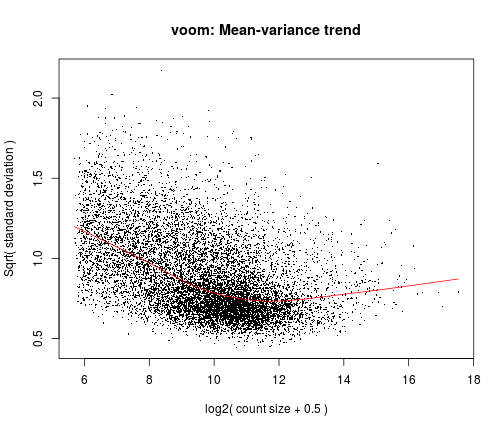 voom: Mean-variance trend
Sqrt( standard deviation )
2.0
1.5
1.0
0.5
6 8 10 12 14 16 18
log2( count size + 0.5 )